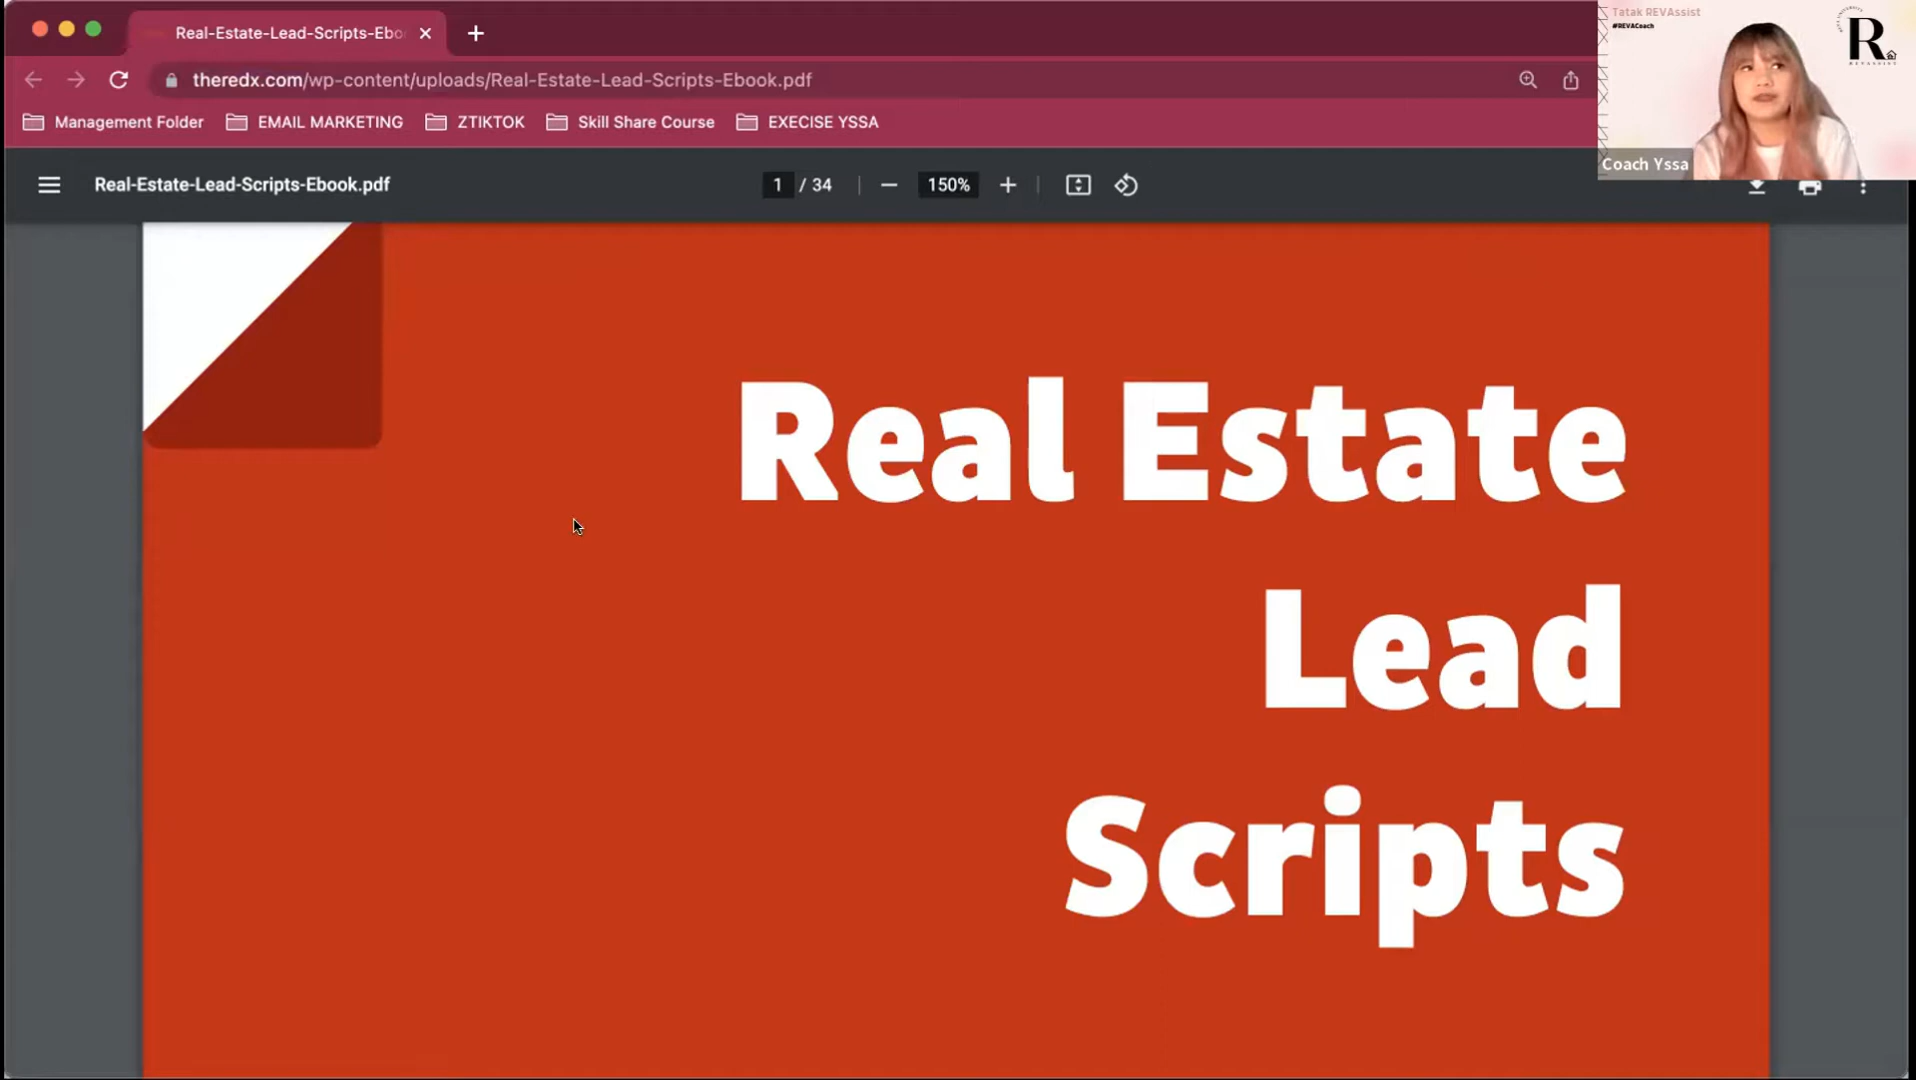 Real-Estate-Lead-Scripts-Ebo
Tatak REVAssist
#REVACoach
R
REVASSIST
theredx.com/wp-content/uploads/Real-Estate-Lead-Scripts-Ebook.pdf
Management Folder
EMAIL MARKETING
ZTIKTOK
Skill Share Course
EXECISE YSSA
Coach Yssa
Real-Estate-Lead-Scripts-Ebook.pdf
1 / 34
150%
Real Estate
Lead
Scripts